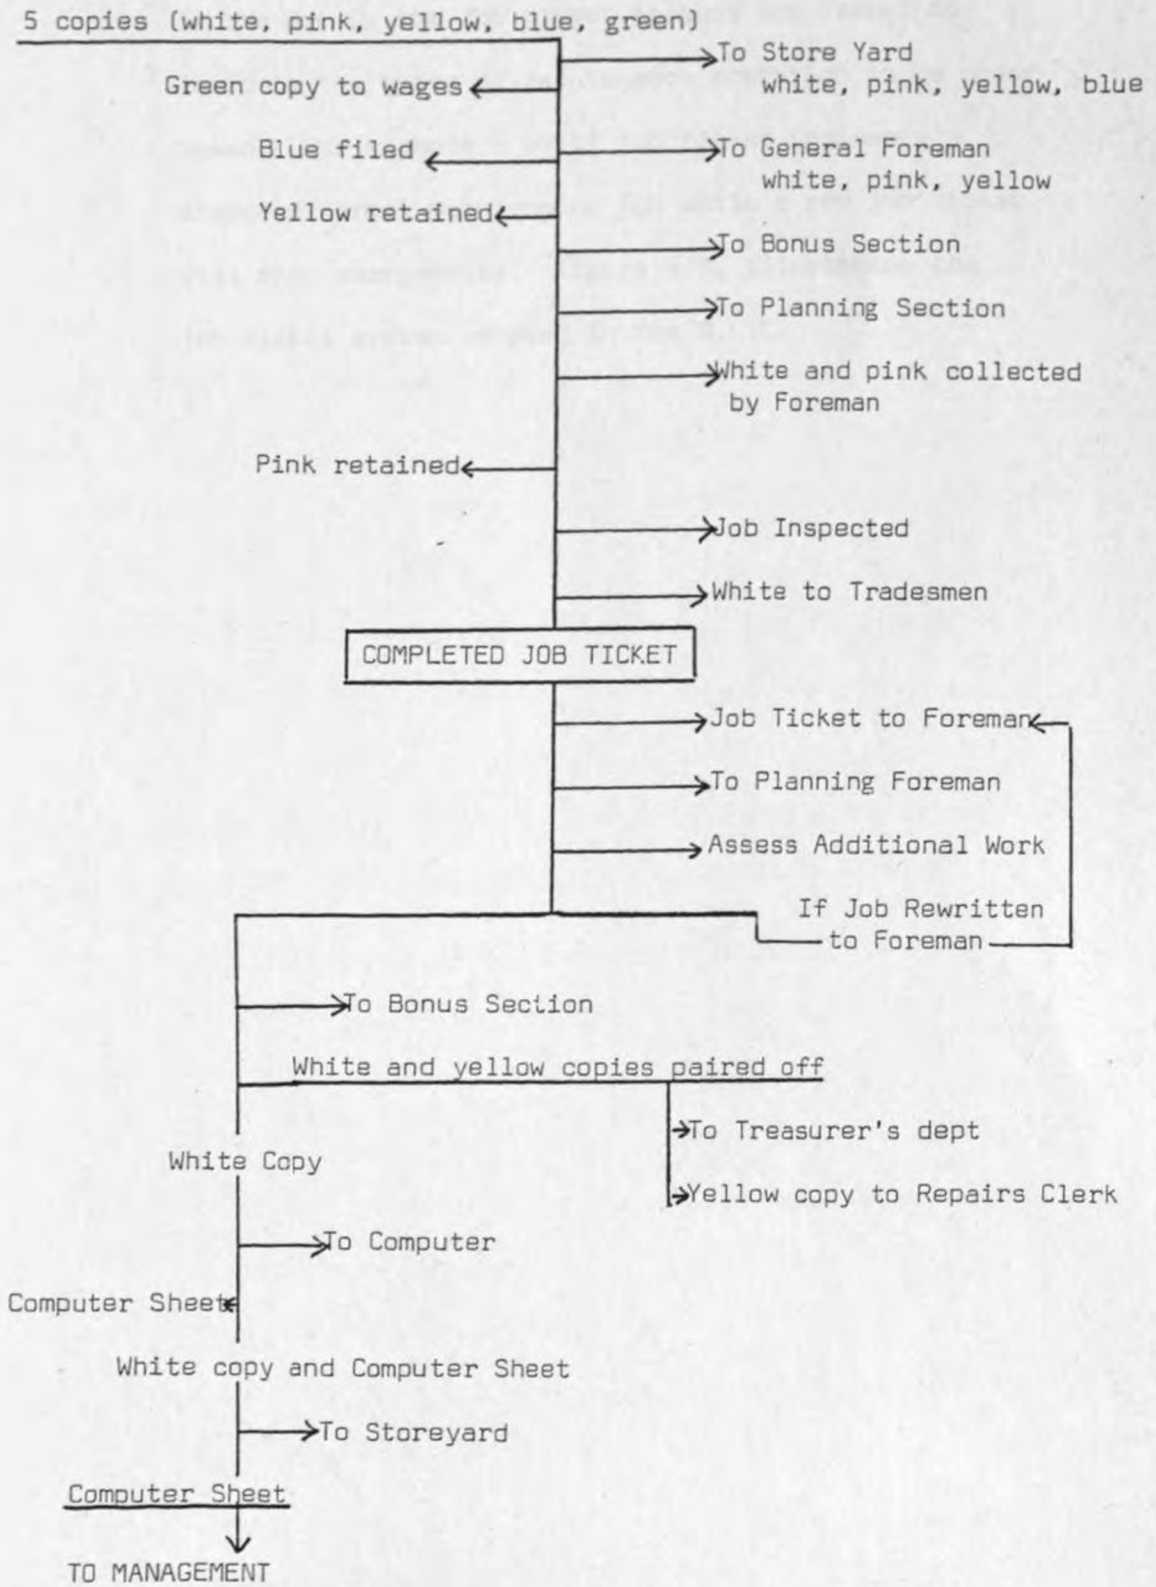 5 copies (white, pink, yellow, blue, green)
To Store Yard
white, pink, yellow, blue
Green copy to wages
Blue filed
To General Foreman
white, pink, yellow
Yellow retained
To Bonus Section
To Planning Section
White and pink collected
by Foreman
Pink retained
Job Inspected
White to Tradesmen
COMPLETED JOB TICKET
Job Ticket to Foreman
To Planning Foreman
Assess Additional Work
If Job Rewritten
to Foreman
To Bonus Section
White and yellow copies paired off
To Treasurer's dept
White Copy
Yellow copy to Repairs Clerk
To Computer
Computer Sheet
White copy and Computer Sheet
To Storeyard
Computer Sheet
TO MANAGEMENT